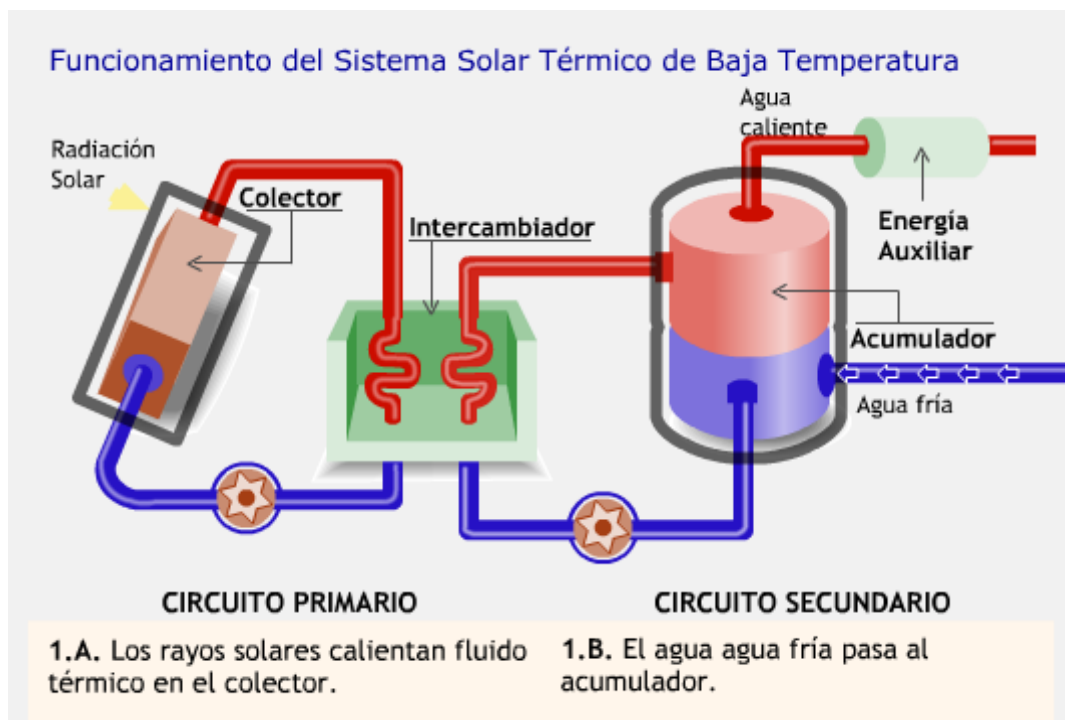 Funcionamiento del Sistema Solar Térmico de Baja Temperatura
Agua
caliente
Radiación
Solar
Colector
Intercambiador
Energía
Auxiliar
Acumulador
Agua fría
CIRCUITO PRIMARIO
CIRCUITO SECUNDARIO
1.A. Los rayos solares calientan fluido
térmico en el colector.
1.B. El agua agua fría pasa al
acumulador.